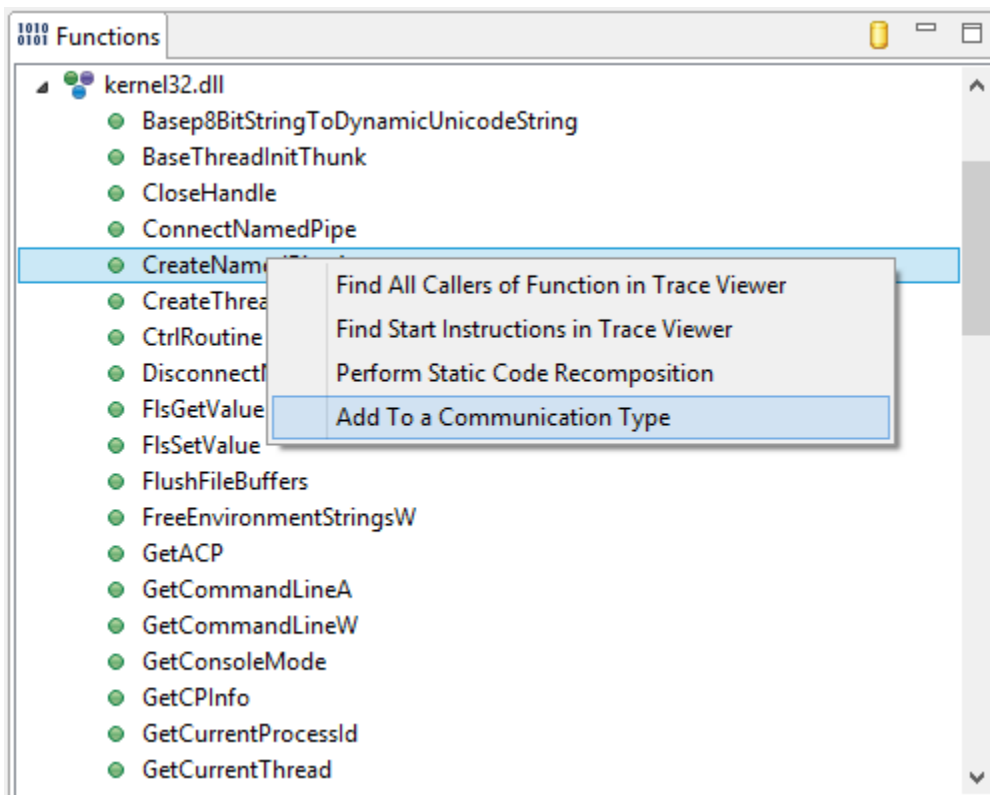 1010
0101 Functions
kernel32.dll
Basep8BitStringToDynamicUnicodeString
BaseThreadInitThunk
CloseHandle
ConnectNamedPipe
Find All Callers of Function in Trace Viewer
Find Start Instructions in Trace Viewer
CtrlRoutine
Perform Static Code Recomposition
FlsGetValue
Add To a Communication Type
FlsSetValue
FlushFileBuffers
FreeEnvironmentStringsW
GetACP
GetCommandLineA
GetCommandLineW
GetConsoleMode
GetCPInfo
GetCurrentProcessId
GetCurrentThread